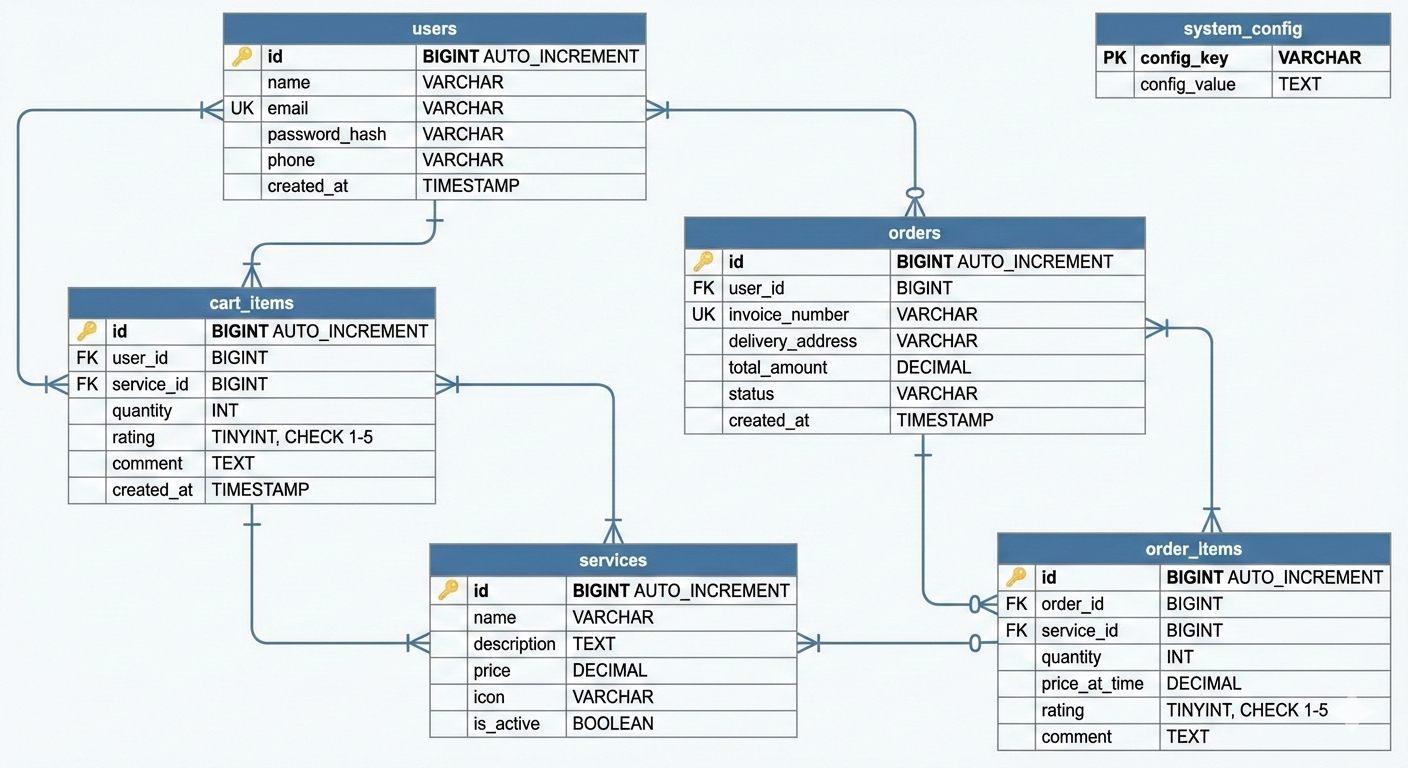 users
id BIGINT AUTO_INCREMENT
name VARCHAR
UK email VARCHAR
password_hash VARCHAR
phone VARCHAR
created_at TIMESTAMP
system_config
PK config_key VARCHAR
config_value TEXT
orders
id BIGINT AUTO_INCREMENT
FK user_id BIGINT
UK invoice_number VARCHAR
delivery_address VARCHAR
total_amount DECIMAL
status VARCHAR
created_at TIMESTAMP
cart_items
id BIGINT AUTO_INCREMENT
FK user_id BIGINT
FK service_id BIGINT
quantity INT
rating TINYINT, CHECK 1-5
comment TEXT
created_at TIMESTAMP
services
id BIGINT AUTO_INCREMENT
name VARCHAR
description TEXT
price DECIMAL
icon VARCHAR
is_active BOOLEAN
order_Items
id BIGINT AUTO_INCREMENT
FK order_id BIGINT
FK service_id BIGINT
quantity INT
price_at_time DECIMAL
rating TINYINT, CHECK 1-5
comment TEXT